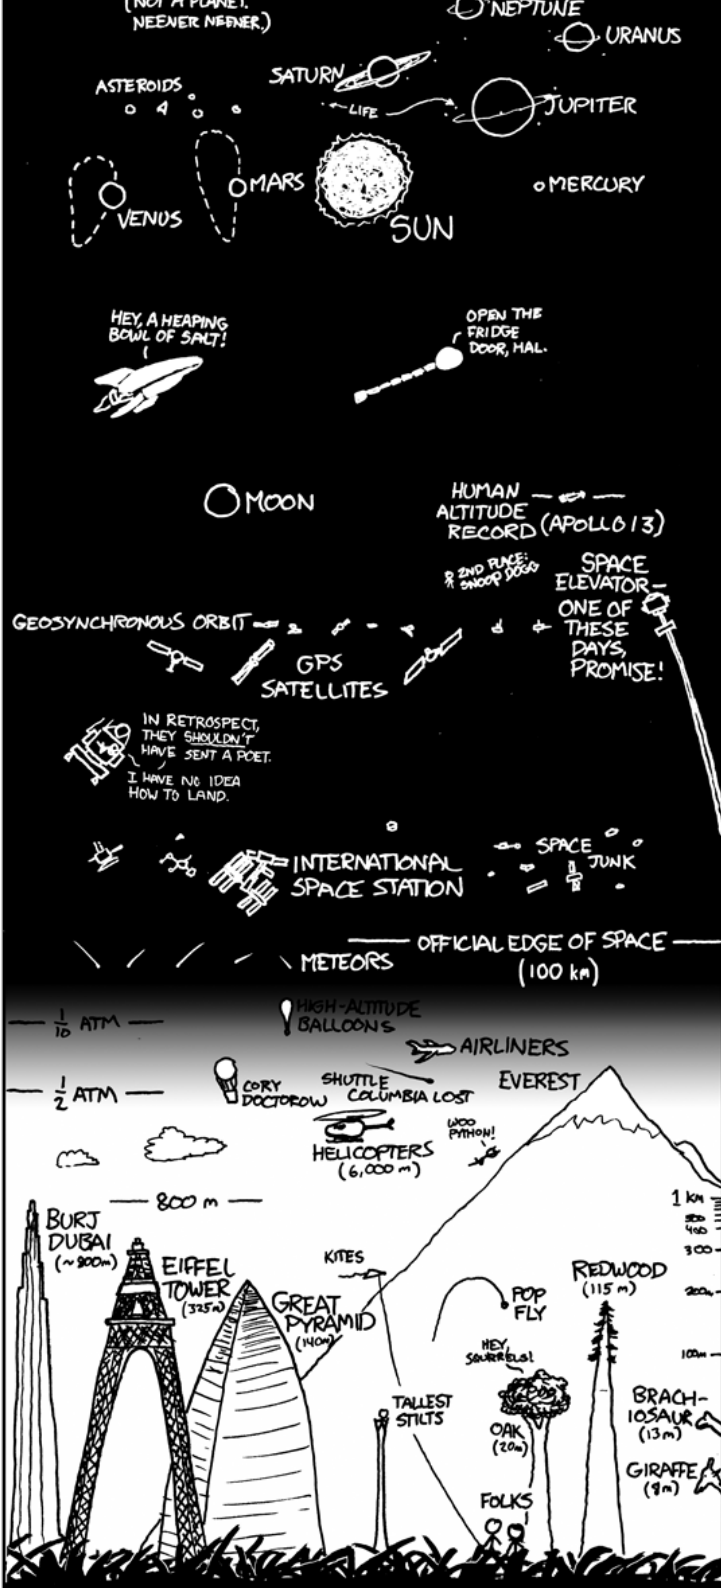 (NOT A PLANET.
NEENER NEENER.)
NEPTUNE
URANUS
SATURN
ASTEROIDS
LIFE
JUPITER
MARS
MERCURY
VENUS
SUN
HEY, A HEAPING
BOWL OF SALT!
OPEN THE
FRIDGE
DOOR, HAL.
MOON
HUMAN
ALTITUDE
RECORD (APOLLO 13)
2ND PLACE:
SNOOP DOGG
SPACE
ELEVATOR—
ONE OF
THESE
DAYS,
PROMISE!
GEOSYNCHRONOUS ORBIT
GPS
SATELLITES
IN RETROSPECT,
THEY SHOULDN'T
HAVE SENT A POET.
I HAVE NO IDEA
HOW TO LAND.
INTERNATIONAL
SPACE STATION
SPACE
JUNK
OFFICIAL EDGE OF SPACE
(100 km)
METEORS
HIGH-ALTITUDE
BALLOONS
1/10 ATM
AIRLINERS
1/2 ATM
CORY
DOCTOROW
SHUTTLE
COLUMBIA LOST
EVEREST
HELICOPTERS
(6,000 m)
WOO
PYTHON!
800 m
1 KM
500
400
300
200m
100m
BURJ
DUBAI
(~800m)
EIFFEL
TOWER
(325m)
GREAT
PYRAMID
(140m)
KITES
POP
FLY
REDWOOD
(115 m)
HEY,
SQUIRRELS!
TALLEST
STILTS
OAK
(20m)
BRACH-
IOSAUR
(13m)
GIRAFFE
(8m)
FOLKS